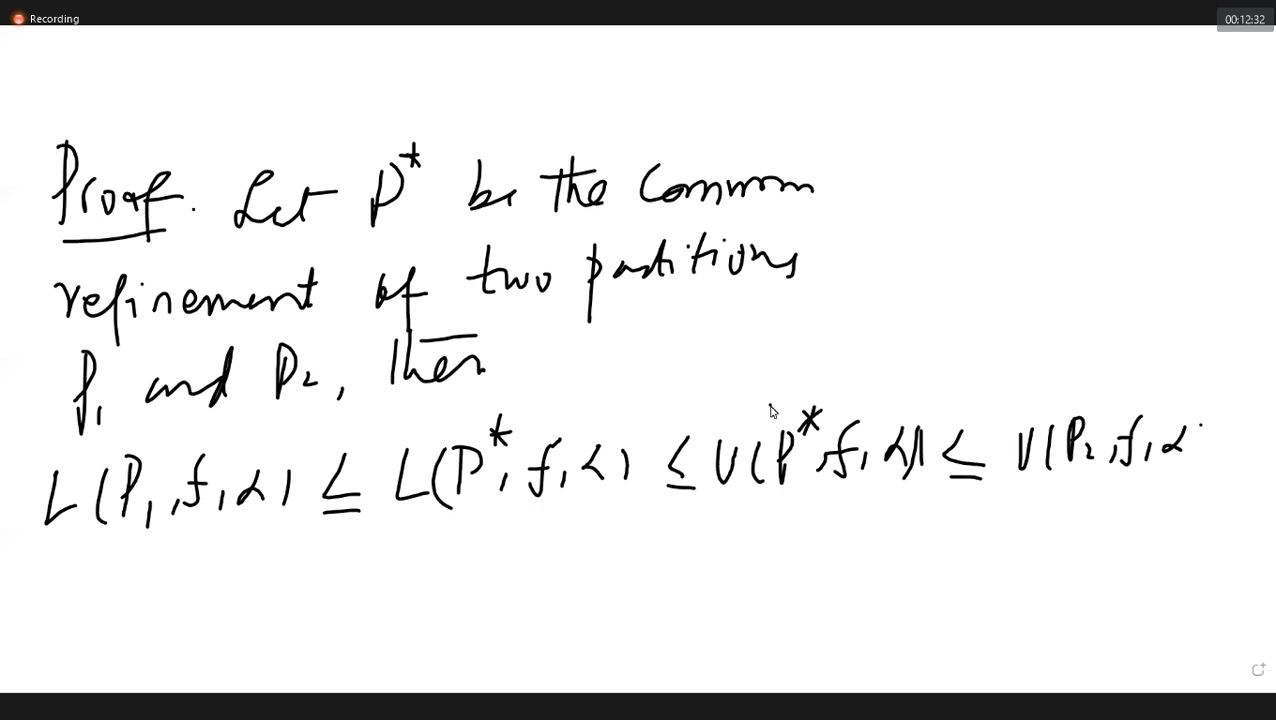 Recording
00:12:32
Proof. Let P* be the common
refinement of two partitions
P₁ and P₂, then
L(P₁,f,α) ≤ L(P*,f,α) ≤ U(P*,f,α) ≤ U(P₂,f,α